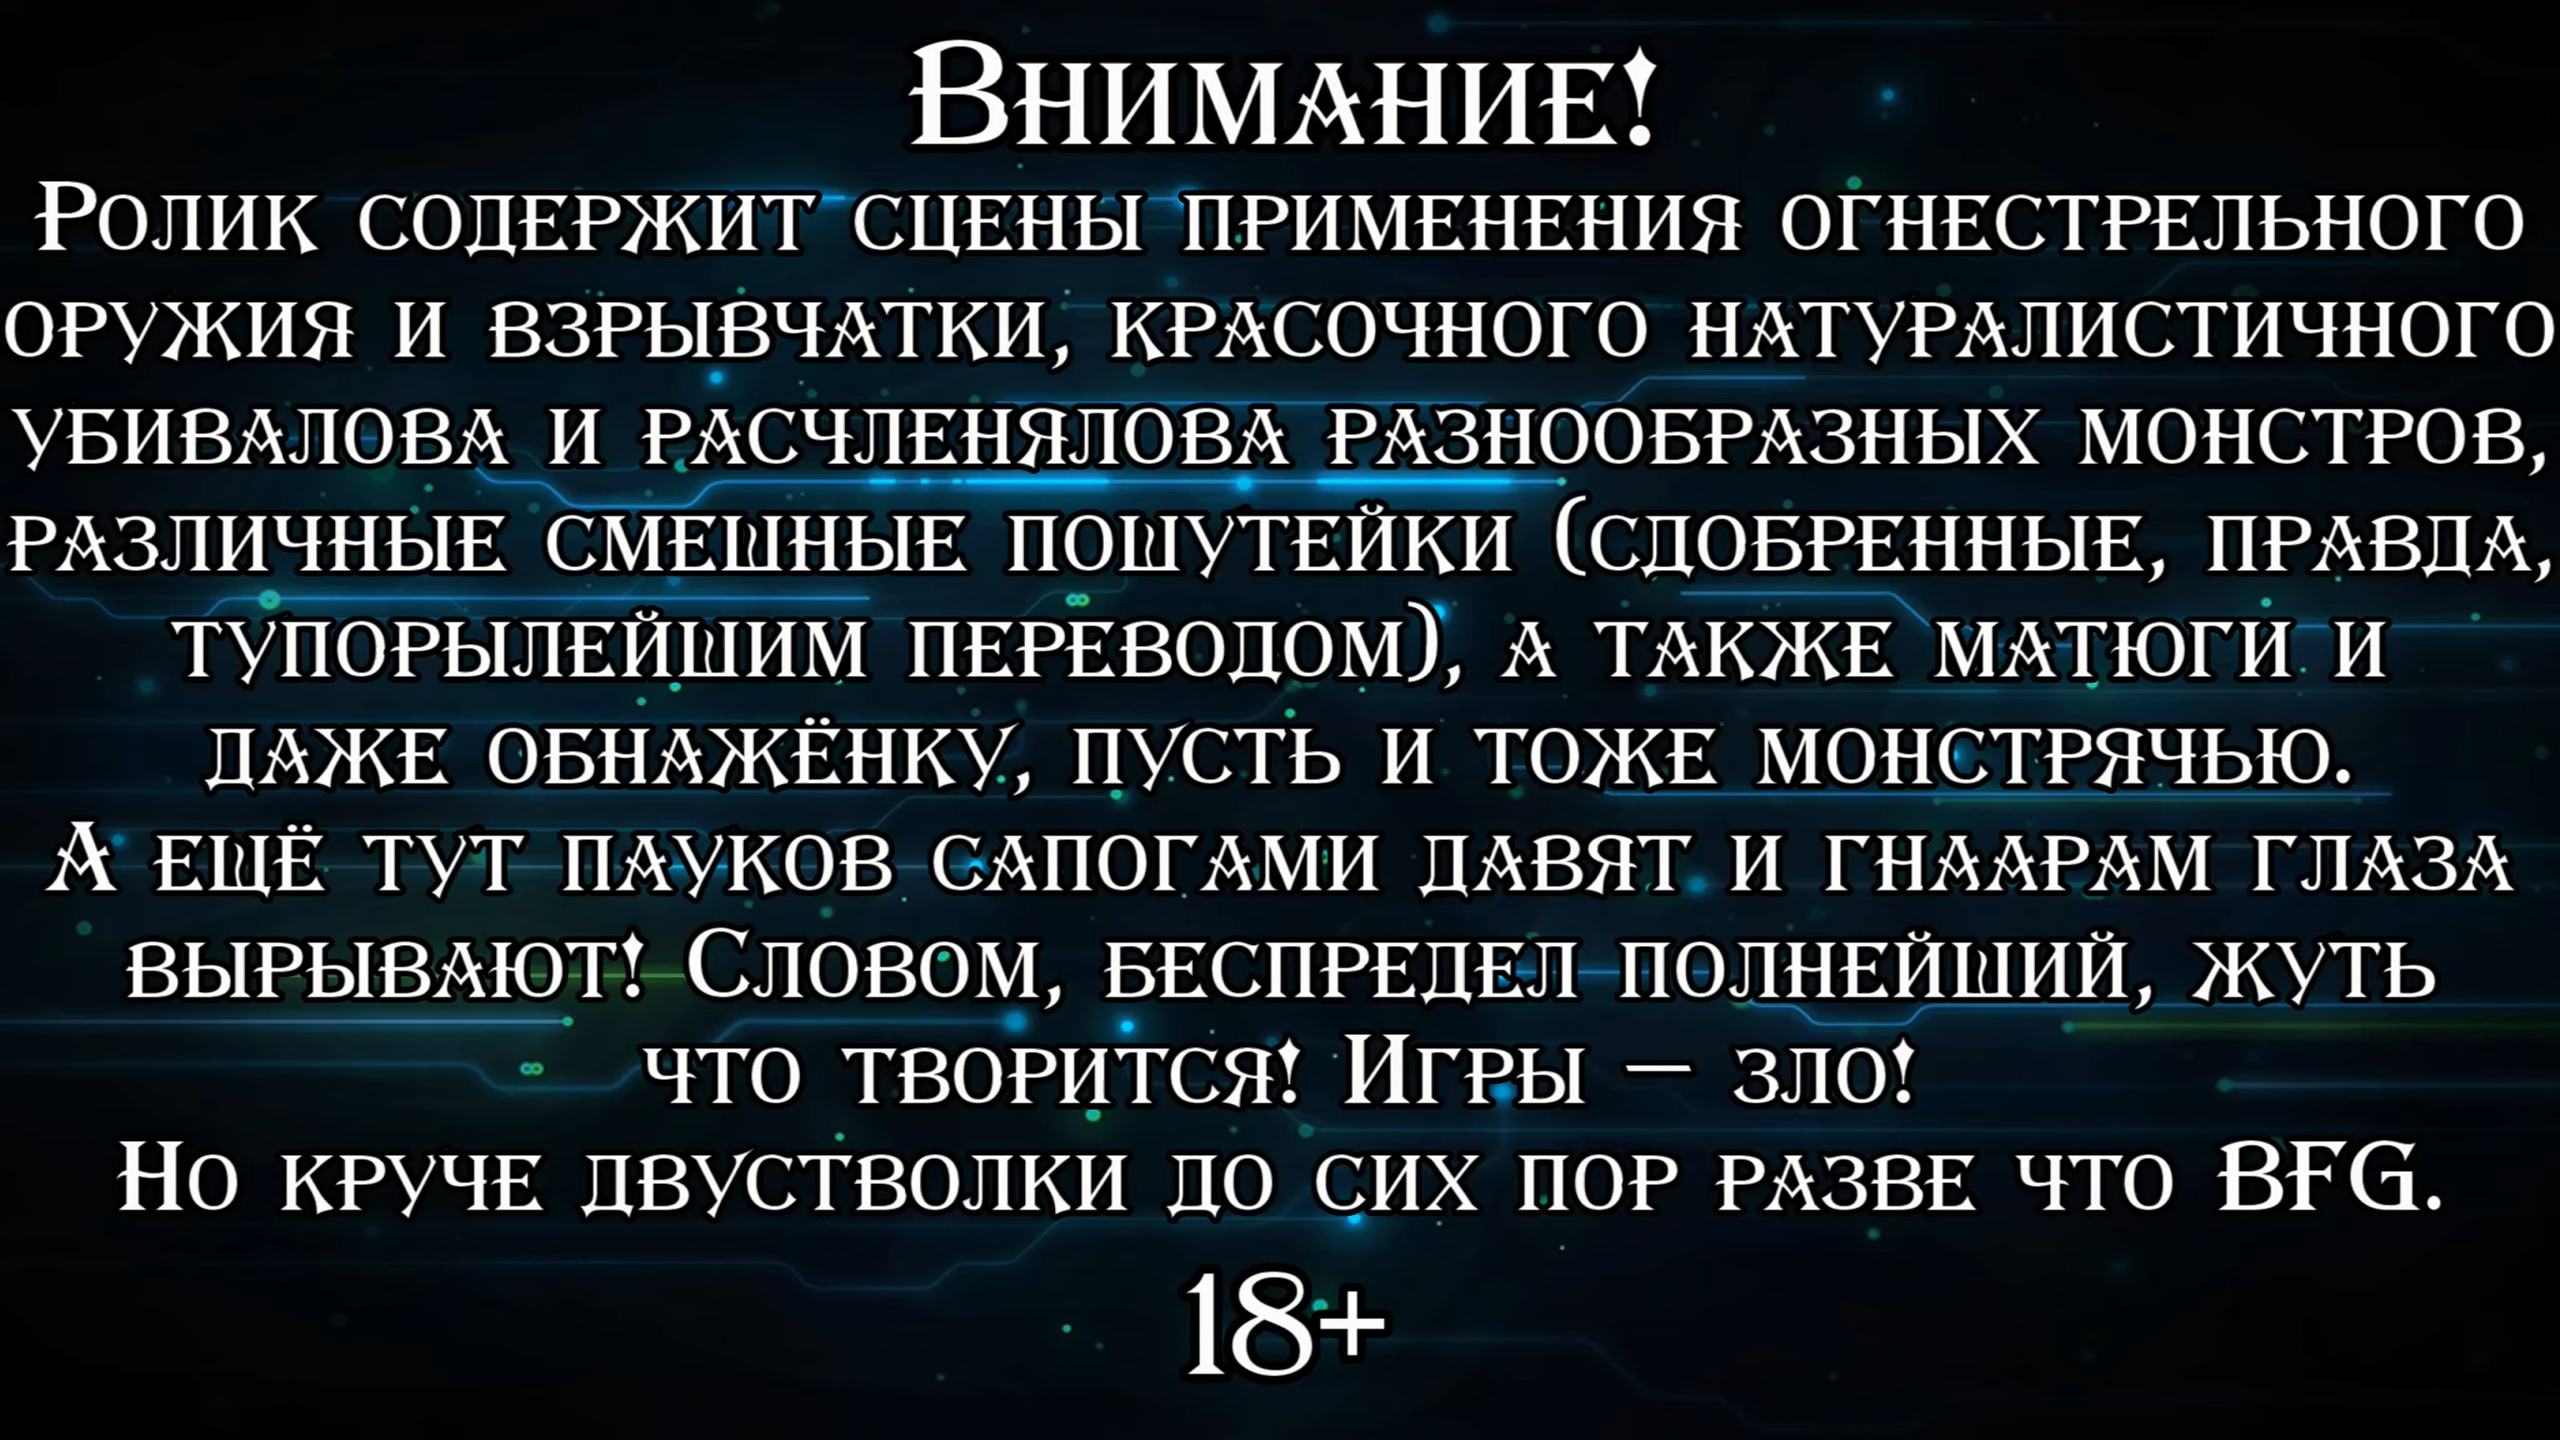 Внимание!
Ролик содержит сцены применения огнестрельного
оружия и взрывчатки, красочного натуралистичного
убивалова и расчленялова разнообразных монстров,
различные смешные пошутейки (сдобренные, правда,
тупорылейшим переводом), а также матюги и
даже обнажёнку, пусть и тоже монстрячью.
А ещё тут пауков сапогами давят и гнаарам глаза
вырывают! Словом, беспредел полнейший, жуть
что творится! Игры — зло!
Но круче двустволки до сих пор разве что BFG.
18+